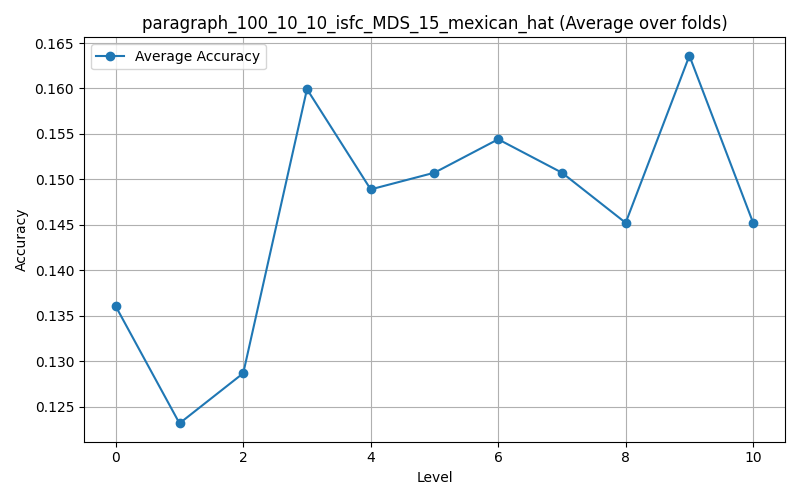 paragraph_100_10_10_isfc_MDS_15_mexican_hat (Average over folds)
Average Accuracy
0.165
0.160
0.155
0.150
0.145
0.140
0.135
0.130
0.125
Accuracy
0 2 4 6 8 10
Level